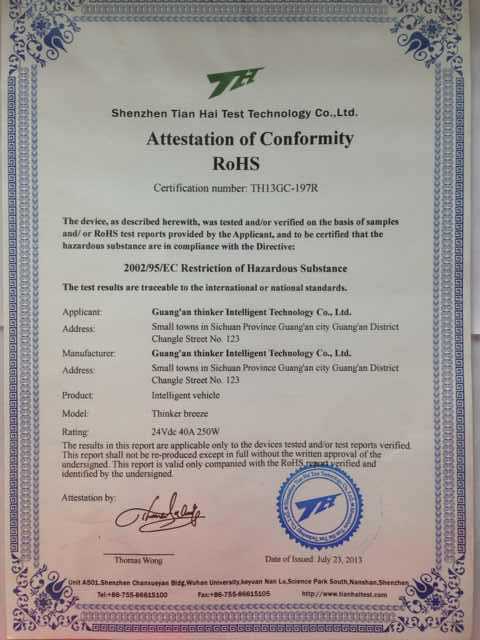 TH
Shenzhen Tian Hai Test Technology Co.,Ltd.
Attestation of Conformity
RoHS
Certification number: TH13GC-197R
The device, as described herewith, was tested and/or verified on the basis of samples
and/ or RoHS test reports provided by the Applicant, and to be certified that the
hazardous substance are in compliance with the Directive:
2002/95/EC Restriction of Hazardous Substance
The test results are traceable to the international or national standards.
Applicant: Guang'an thinker Intelligent Technology Co., Ltd.
Address: Small towns in Sichuan Province Guang'an city Guang'an District
Changle Street No. 123
Manufacturer: Guang'an thinker Intelligent Technology Co., Ltd.
Address: Small towns in Sichuan Province Guang'an city Guang'an District
Changle Street No. 123
Product: Intelligent vehicle
Model: Thinker breeze
Rating: 24Vdc 40A 250W
The results in this report are applicable only to the devices tested and/or test reports verified.
This report shall not be re-produced except in full without the written approval of the
undersigned. This report is valid only companied with the RoHS report verified and
identified by the undersigned.
Attestation by:
TH
Thomas Wong
Date of Issued: July 23, 2013
Unit A501,Shenzhen Chanxueyan Bldg,Wuhan University,keyuan Nan Lu,Science Park South,Nanshan,Shenzhen
Tel:+86-755-86615100 Fax:+86-755-86615105 http://www.tianhaitest.com